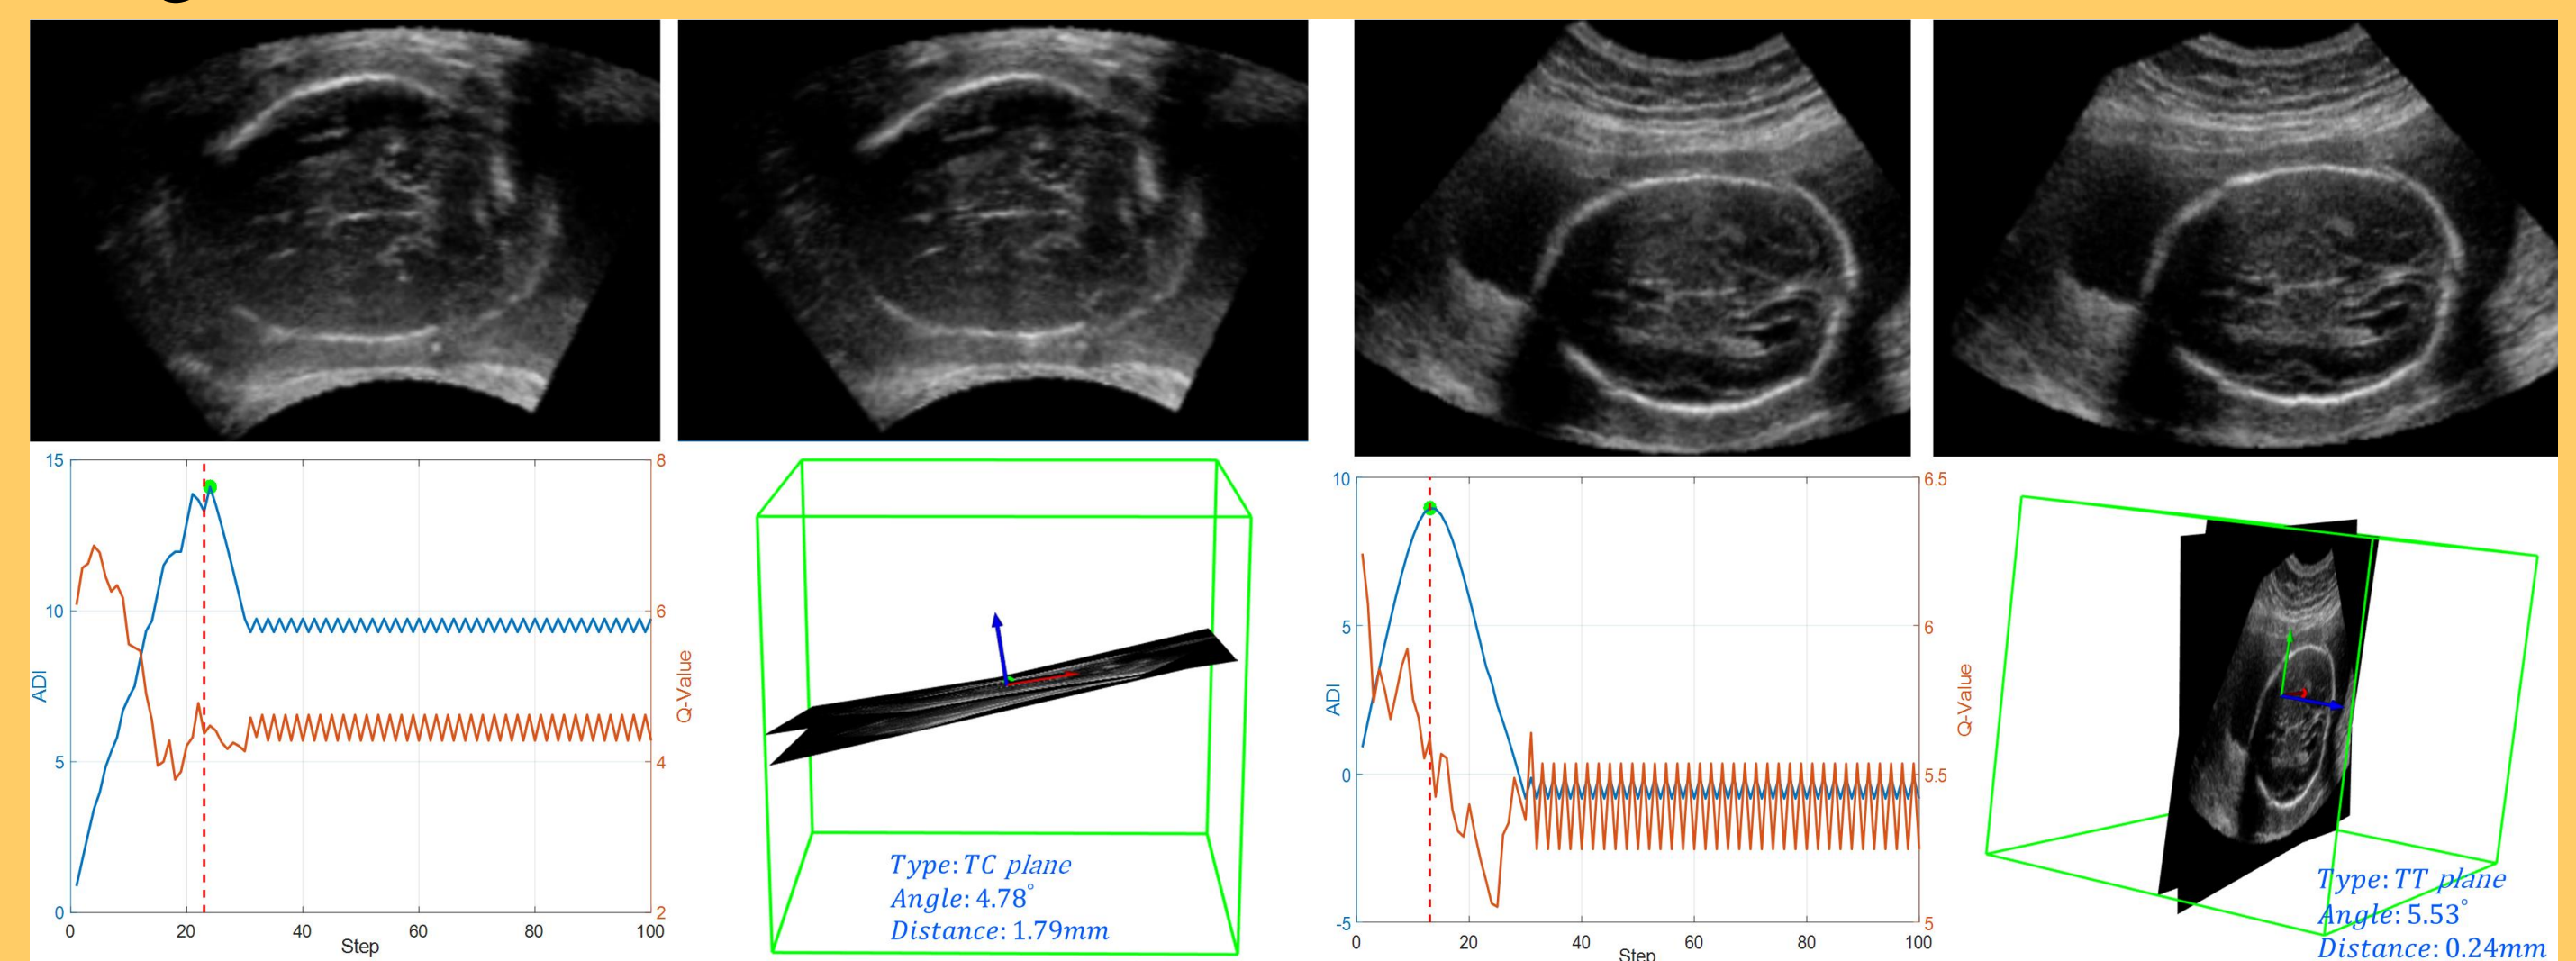 15
10
5
0
ADI
8
6
4
2
Q-Value
0 20 40 60 80 100
Step
Type: TC plane
Angle: 4.78°
Distance: 1.79mm
10
5
0
-5
ADI
6.5
6
5.5
5
Q-Value
0 20 40 60 80 100
Step
Type: TT plane
Angle: 5.53°
Distance: 0.24mm